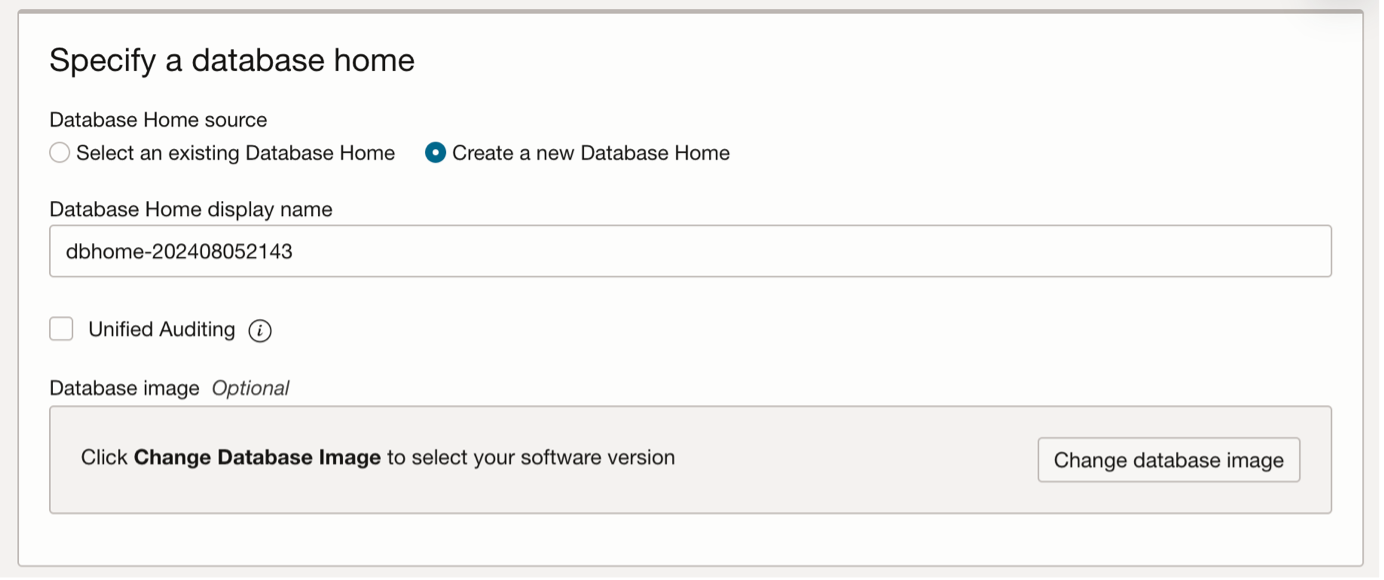 Specify a database home
Database Home source
Select an existing Database Home Create a new Database Home
Database Home display name
dbhome-202408052143
Unified Auditing i
Database image Optional
Click Change Database Image to select your software version Change database image